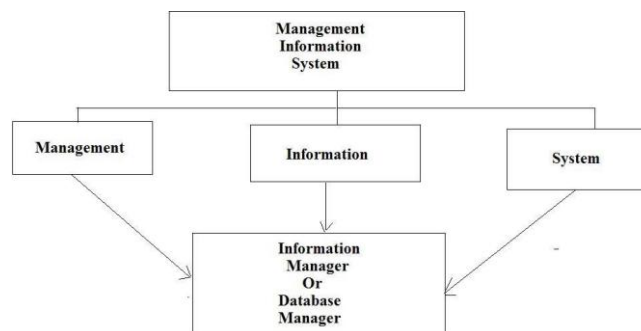 Management
Information
System
Management
Information
System
Information
Manager
Or
Database
Manager